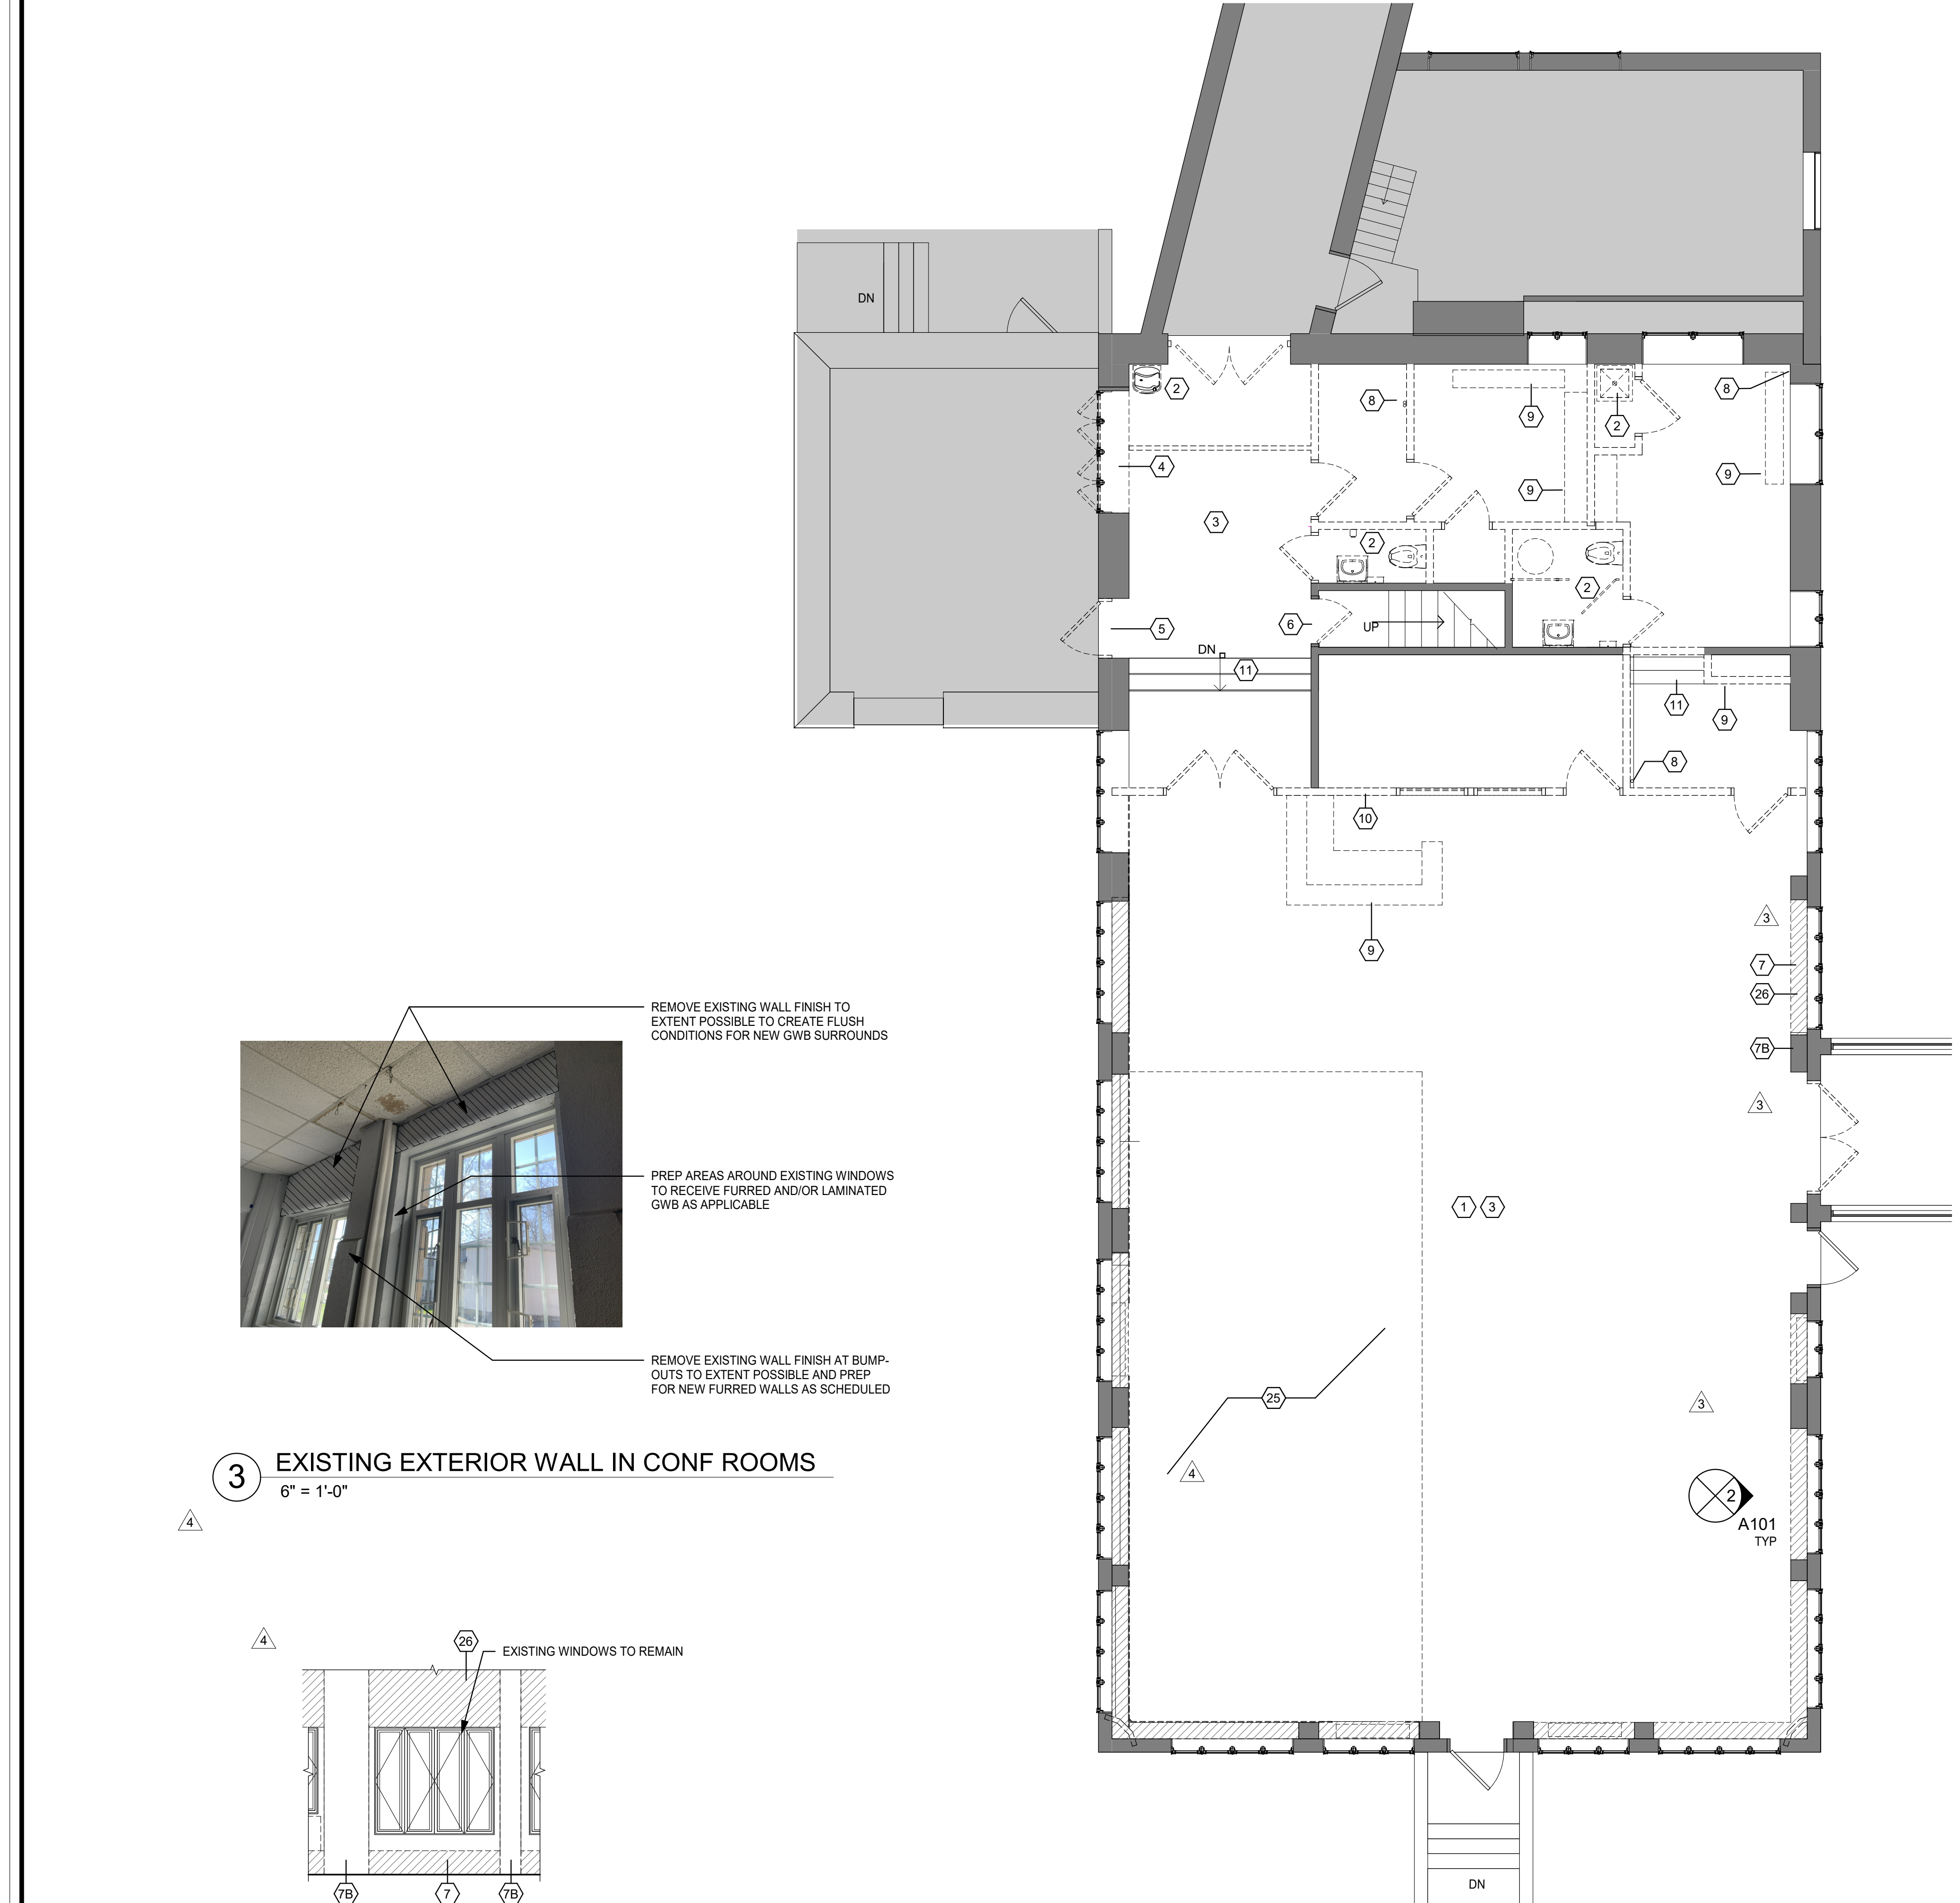 DN
2
8
9
2
8
4
9
9
3
2
2
5
6
UP
DN
11
11
9
8
10
9
3
7
26
7B
3
1
3
25
3
4
2
A101
TYP
DN
REMOVE EXISTING WALL FINISH TO
EXTENT POSSIBLE TO CREATE FLUSH
CONDITIONS FOR NEW GWB SURROUNDS
PREP AREAS AROUND EXISTING WINDOWS
TO RECEIVE FURRED AND/OR LAMINATED
GWB AS APPLICABLE
REMOVE EXISTING WALL FINISH AT BUMP-
OUTS TO EXTENT POSSIBLE AND PREP
FOR NEW FURRED WALLS AS SCHEDULED
3
EXISTING EXTERIOR WALL IN CONF ROOMS
6" = 1'-0"
4
4
26
EXISTING WINDOWS TO REMAIN
7B
7
7B